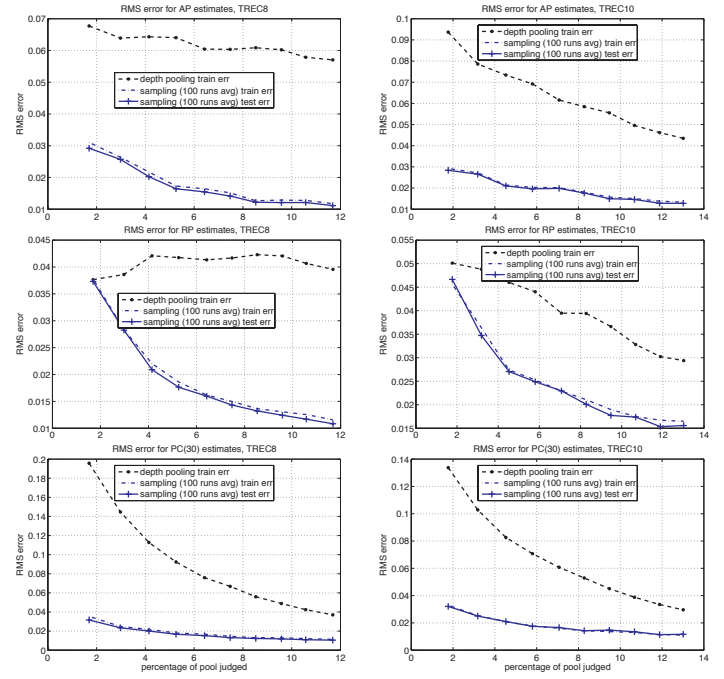 RMS error for AP estimates, TREC8
0.07
0.06
0.05
0.04
0.03
0.02
0.01
RMS error
depth pooling train err
sampling (100 runs avg) train err
sampling (100 runs avg) test err
0 2 4 6 8 10 12
RMS error for AP estimates, TREC10
0.1
0.09
0.08
0.07
0.06
0.05
0.04
0.03
0.02
0.01
RMS error
depth pooling train err
sampling (100 runs avg) train err
sampling (100 runs avg) test err
0 2 4 6 8 10 12 14
RMS error for RP estimates, TREC8
0.045
0.04
0.035
0.03
0.025
0.02
0.015
0.01
RMS error
depth pooling train err
sampling (100 runs avg) train err
sampling (100 runs avg) test err
0 2 4 6 8 10 12
RMS error for RP estimates, TREC10
0.055
0.05
0.045
0.04
0.035
0.03
0.025
0.02
0.015
RMS error
depth pooling train err
sampling (100 runs avg) train err
sampling (100 runs avg) test err
0 2 4 6 8 10 12 14
RMS error for PC(30) estimates, TREC8
0.2
0.18
0.16
0.14
0.12
0.1
0.08
0.06
0.04
0.02
0
RMS error
depth pooling train err
sampling (100 runs avg) train err
sampling (100 runs avg) test err
0 2 4 6 8 10 12
percentage of pool judged
RMS error for PC(30) estimates, TREC10
0.14
0.12
0.1
0.08
0.06
0.04
0.02
0
RMS error
depth pooling train err
sampling (100 runs avg) train err
sampling (100 runs avg) test err
0 2 4 6 8 10 12 14
percentage of pool judged